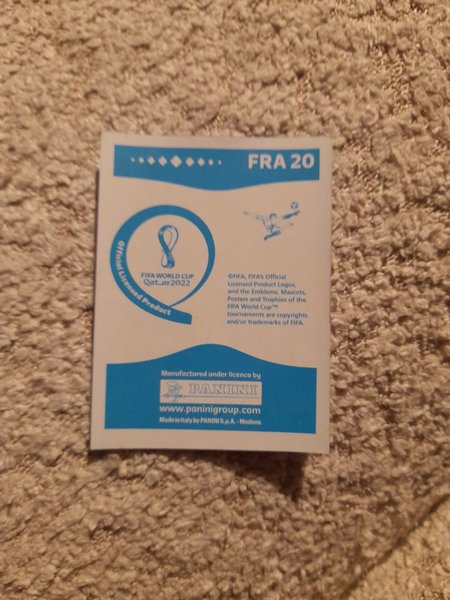 FRA 20
Official Licensed Product
FIFA WORLD CUP
Qatar2022
©FIFA, FIFA's Official
Licensed Product Logos,
and the Emblems, Mascots,
Posters and Trophies of the
FIFA World Cup™
tournaments are copyrights
and/or trademarks of FIFA.
Manufactured under licence by
PANINI
www.paninigroup.com
Made in Italy by PANINI S.p.A. - Modena